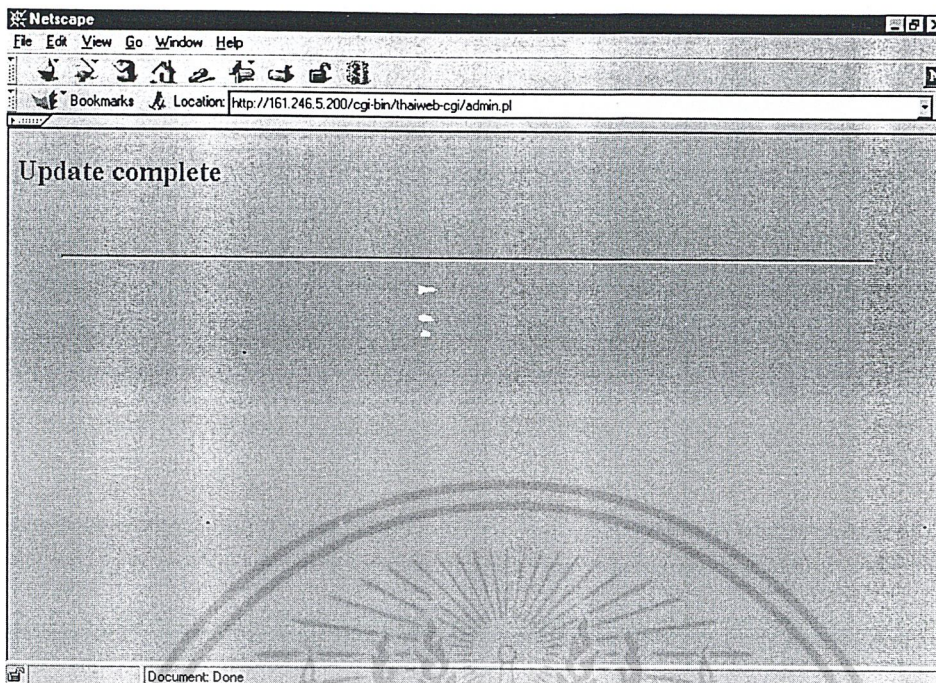 Netscape
File Edit View Go Window Help
Bookmarks Location: http://161.246.5.200/cgi-bin/thaiweb-cgi/admin.pl
Update complete
Document: Done